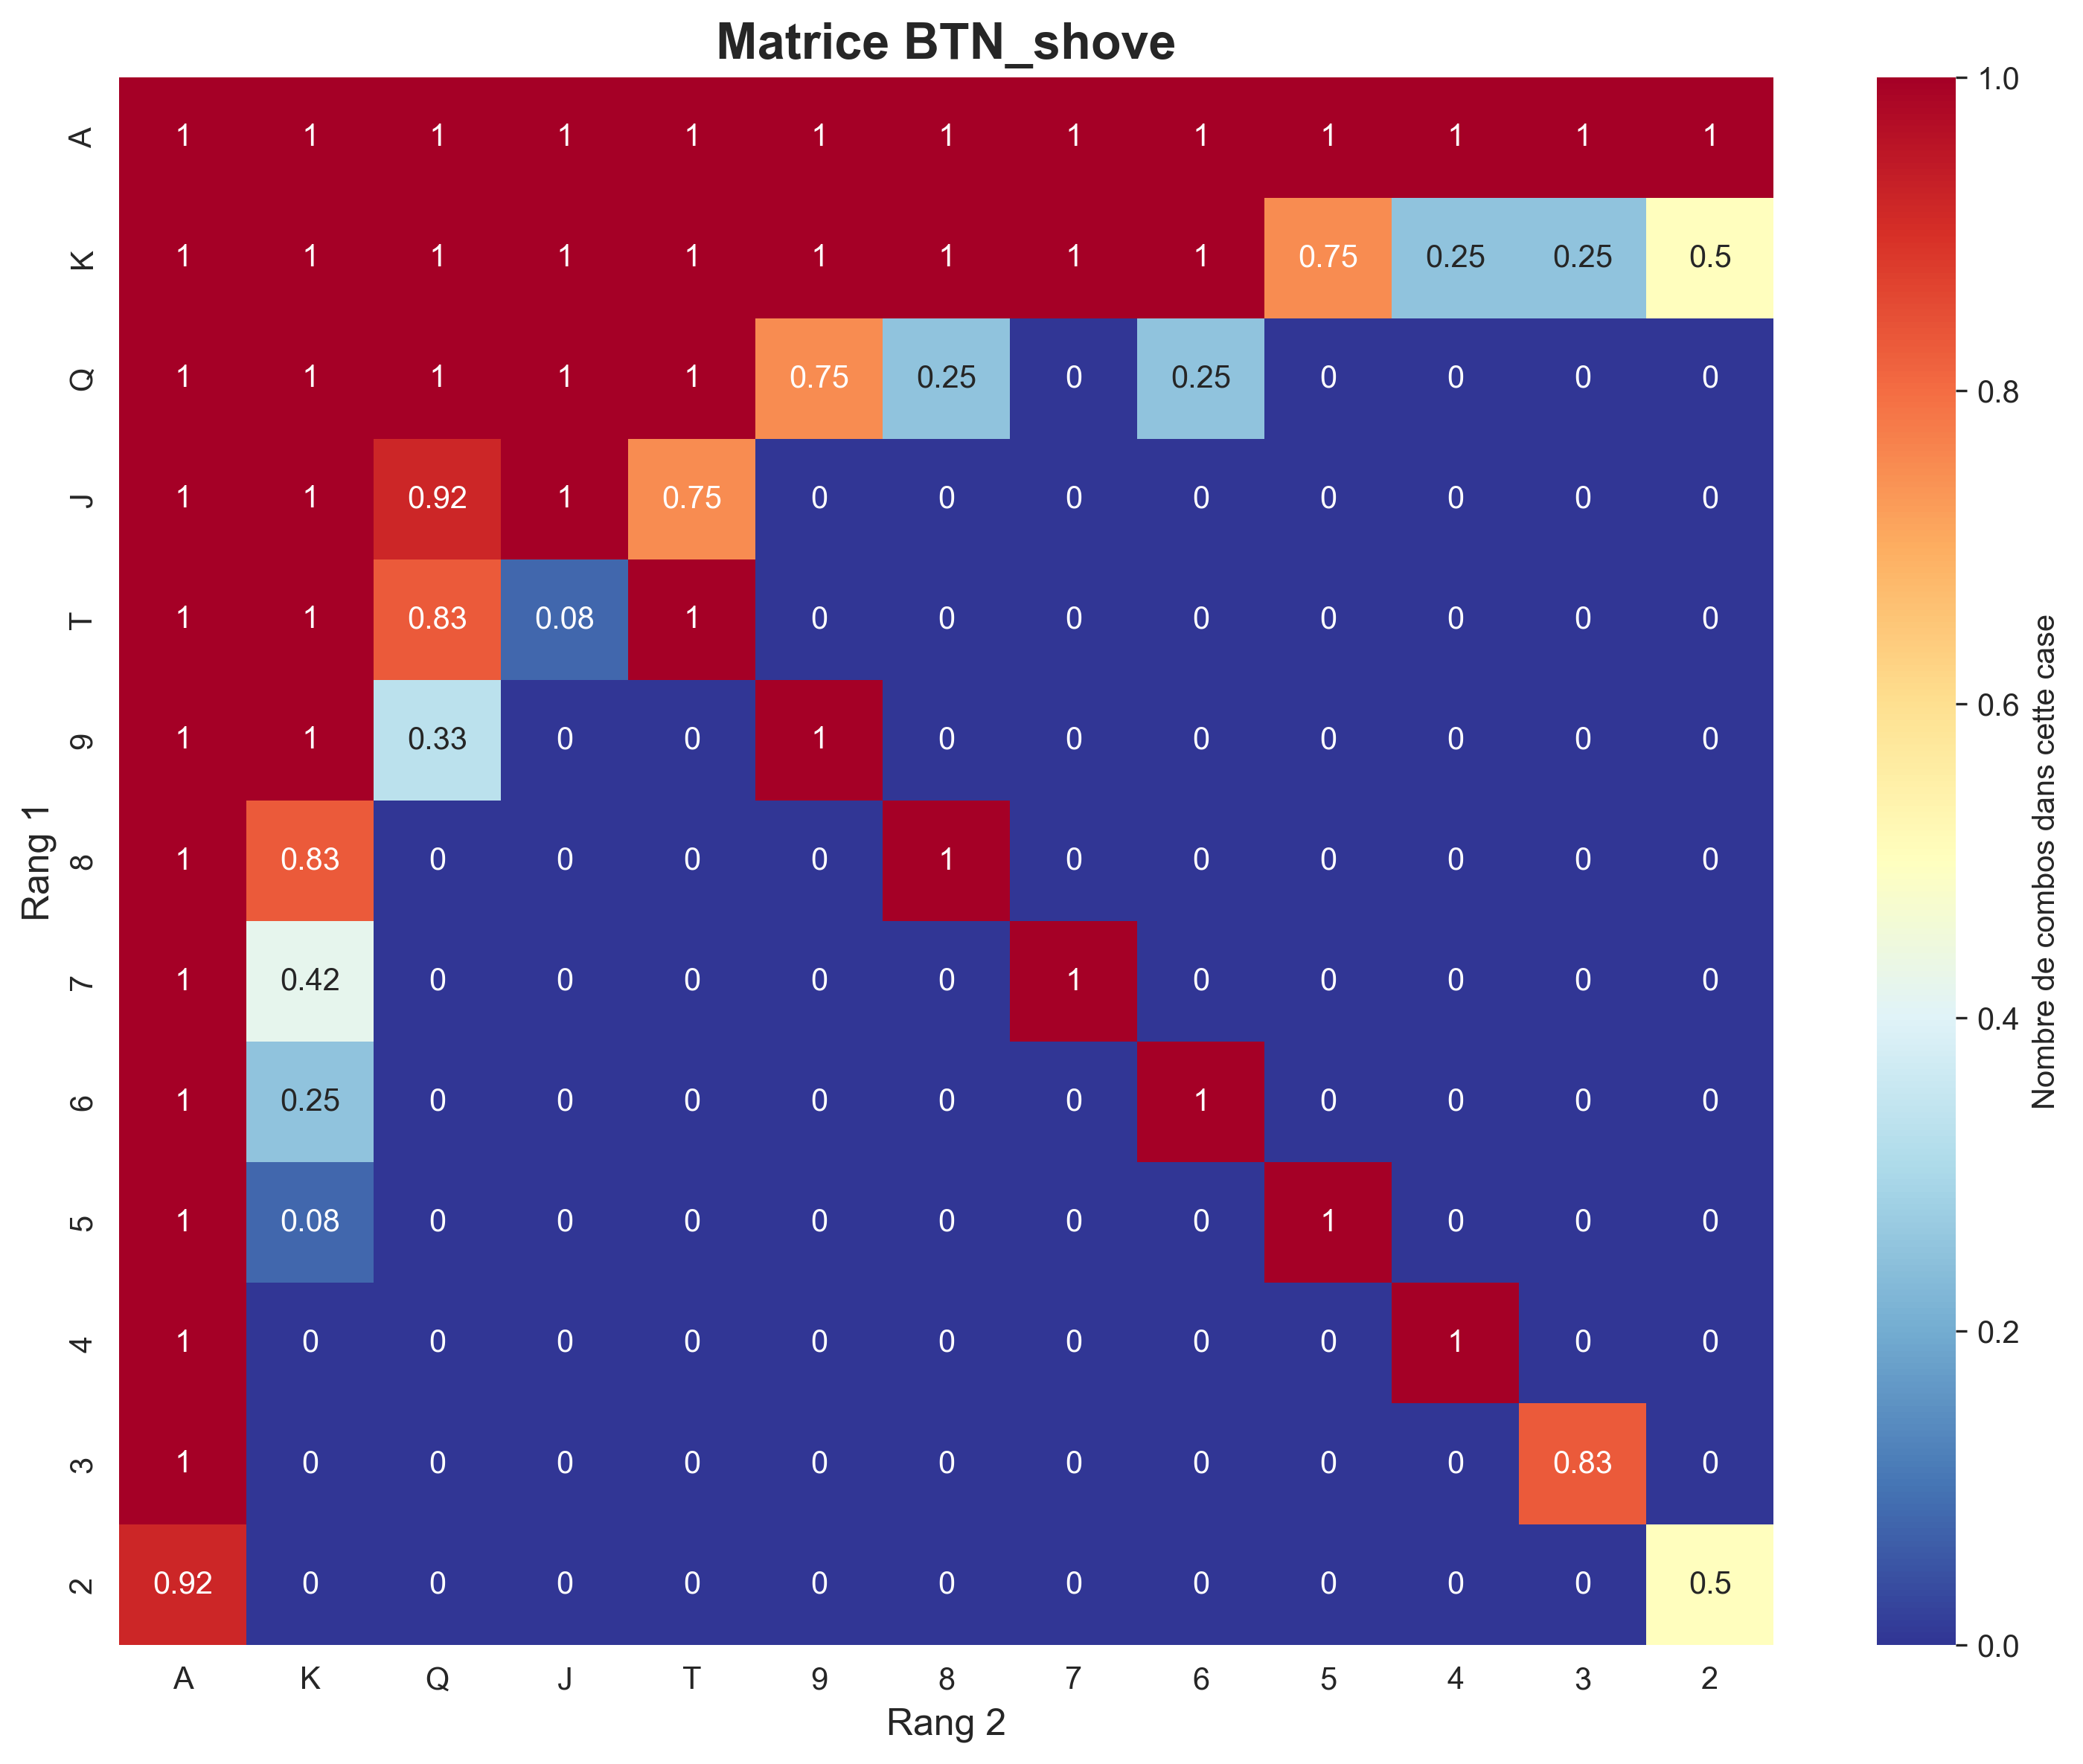 Matrice BTN_shove
A 1 1 1 1 1 1 1 1 1 1 1 1 1
K 1 1 1 1 1 1 1 1 1 0.75 0.25 0.25 0.5
Q 1 1 1 1 1 0.75 0.25 0 0.25 0 0 0 0
J 1 1 0.92 1 0.75 0 0 0 0 0 0 0 0
T 1 1 0.83 0.08 1 0 0 0 0 0 0 0 0
9 1 1 0.33 0 0 1 0 0 0 0 0 0 0
8 1 0.83 0 0 0 0 1 0 0 0 0 0 0
7 1 0.42 0 0 0 0 0 1 0 0 0 0 0
6 1 0.25 0 0 0 0 0 0 1 0 0 0 0
5 1 0.08 0 0 0 0 0 0 0 1 0 0 0
4 1 0 0 0 0 0 0 0 0 0 1 0 0
3 1 0 0 0 0 0 0 0 0 0 0 0.83 0
2 0.92 0 0 0 0 0 0 0 0 0 0 0 0.5
A K Q J T 9 8 7 6 5 4 3 2
Rang 2
Rang 1
1.0
0.8
0.6
0.4
0.2
0.0
Nombre de combos dans cette case